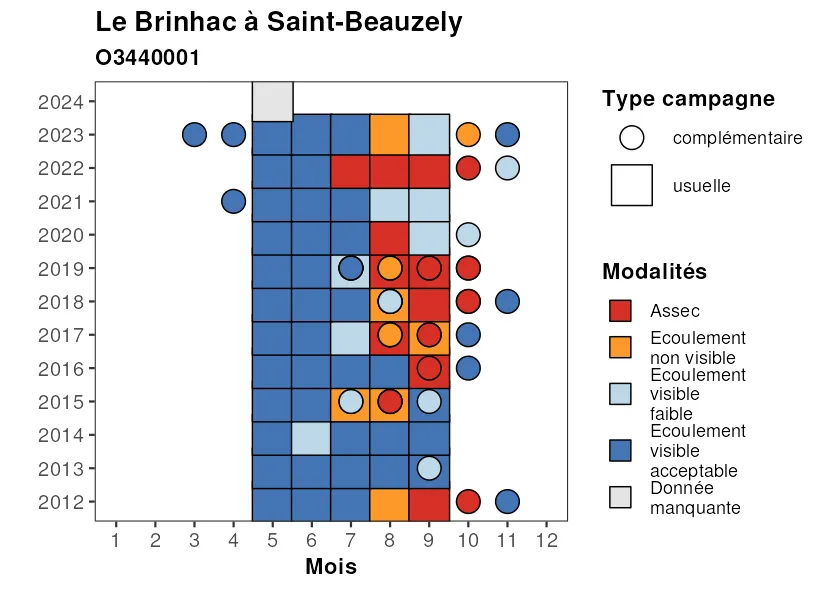 Le Brinhac à Saint-Beauzely
O3440001
2024
2023
2022
2021
2020
2019
2018
2017
2016
2015
2014
2013
2012
1 2 3 4 5 6 7 8 9 10 11 12
Mois
Type campagne
complémentaire
usuelle
Modalités
Assec
Ecoulement
non visible
Ecoulement
visible
faible
Ecoulement
visible
acceptable
Donnée
manquante